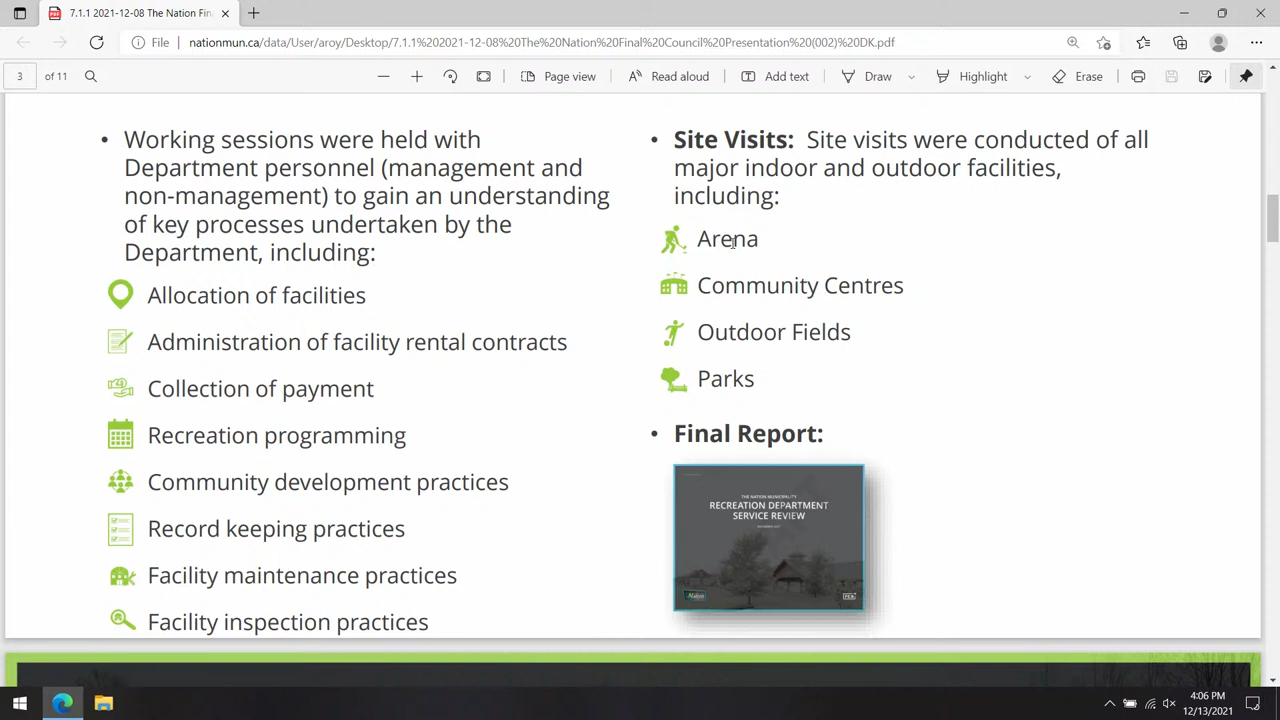 7.1.1 2021-12-08 The Nation Fin
File
nationmun.ca/data/User/aroy/Desktop/7.1.1%202021-12-08%20The%20Nation%20Final%20Council%20Presentation%20(002)%20DK.pdf
3 of 11
Page view
Read aloud
Add text
Draw
Highlight
Erase
• Working sessions were held with
Department personnel (management and
non-management) to gain an understanding
of key processes undertaken by the
Department, including:
Allocation of facilities
Administration of facility rental contracts
Collection of payment
Recreation programming
Community development practices
Record keeping practices
Facility maintenance practices
Facility inspection practices
• Site Visits: Site visits were conducted of all
major indoor and outdoor facilities,
including:
Arena
Community Centres
Outdoor Fields
Parks
• Final Report:
THE NATION MUNICIPALITY
RECREATION DEPARTMENT
SERVICE REVIEW
Nation
4:06 PM
12/13/2021